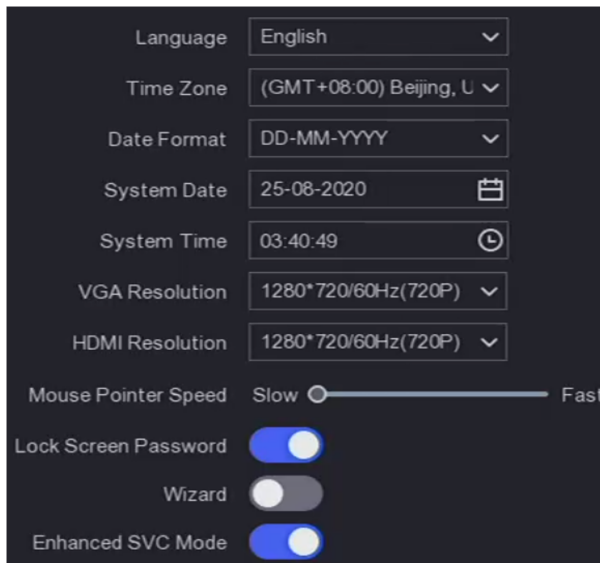 Language English
Time Zone (GMT+08:00) Beijing, U
Date Format DD-MM-YYYY
System Date 25-08-2020
System Time 03:40:49
VGA Resolution 1280*720/60Hz(720P)
HDMI Resolution 1280*720/60Hz(720P)
Mouse Pointer Speed Slow Fast
Lock Screen Password
Wizard
Enhanced SVC Mode